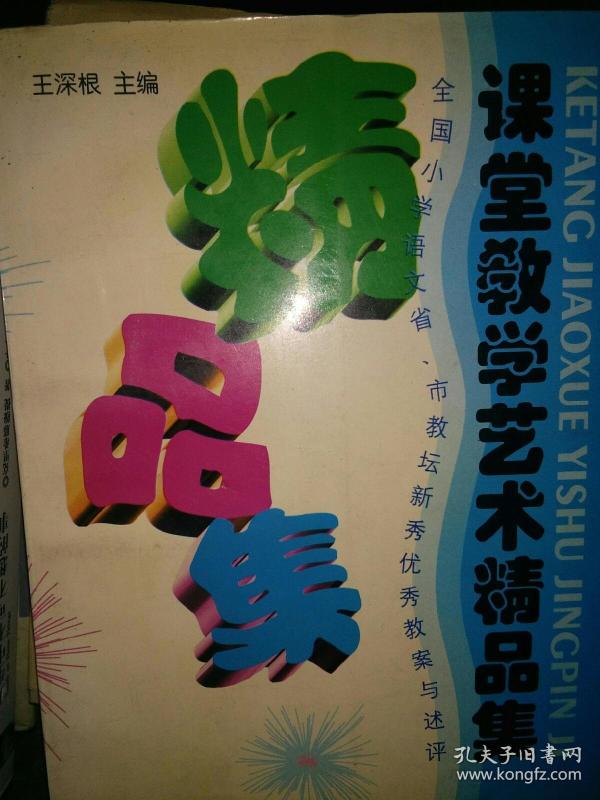 王深根 主编
精品集
全国小学语文省、市教坛新秀优秀教案与述评
课堂教学艺术精品集
KETANG JIAOXUE YISHU JINGPIN J
孔夫子旧书网
www.kongfz.com